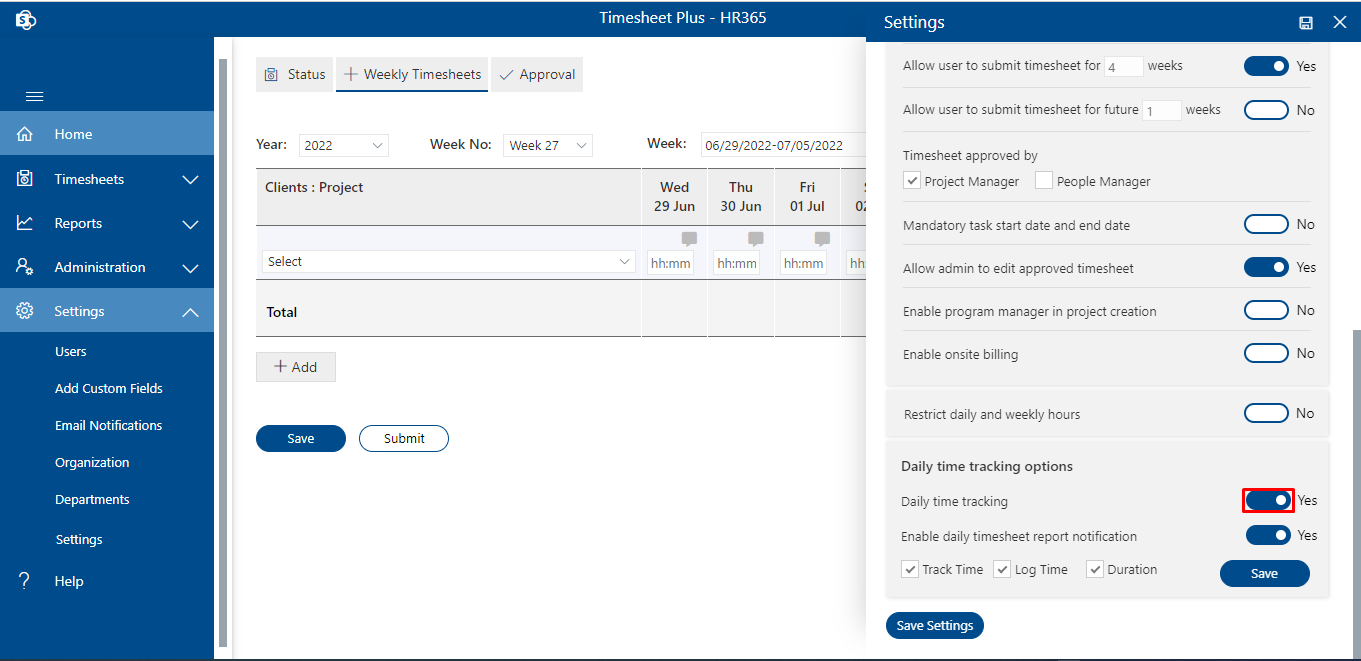 Timesheet Plus - HR365
Home
Timesheets
Reports
Administration
Settings
Users
Add Custom Fields
Email Notifications
Organization
Departments
Settings
? Help
Status
Weekly Timesheets
Approval
Year: 2022 Week No: Week 27 Week: 06/29/2022-07/05/2022
Clients : Project Wed Thu Fri
29 Jun 30 Jun 01 Jul 02
Select hh:mm hh:mm hh:mm hh:
Total
+ Add
Save Submit
Settings
Allow user to submit timesheet for 4 weeks Yes
Allow user to submit timesheet for future 1 weeks No
Timesheet approved by
Project Manager People Manager
Mandatory task start date and end date No
Allow admin to edit approved timesheet Yes
Enable program manager in project creation No
Enable onsite billing No
Restrict daily and weekly hours No
Daily time tracking options
Daily time tracking Yes
Enable daily timesheet report notification Yes
Track Time Log Time Duration Save
Save Settings